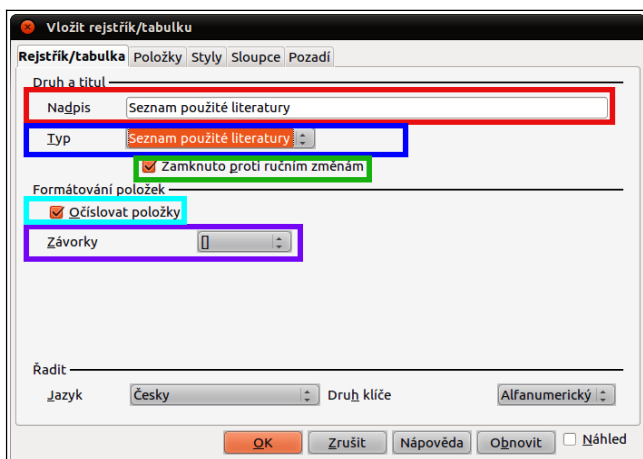 Vložit rejstřík/tabulku
Rejstřík/tabulka Položky Styly Sloupce Pozadí
Druh a titul
Nadpis Seznam použité literatury
Typ Seznam použité literatury
Zamknuto proti ručním změnám
Formátování položek
Očíslovat položky
Závorky []
Řadit
Jazyk Česky Druh klíče Alfanumerický
OK Zrušit Nápověda Obnovit Náhled